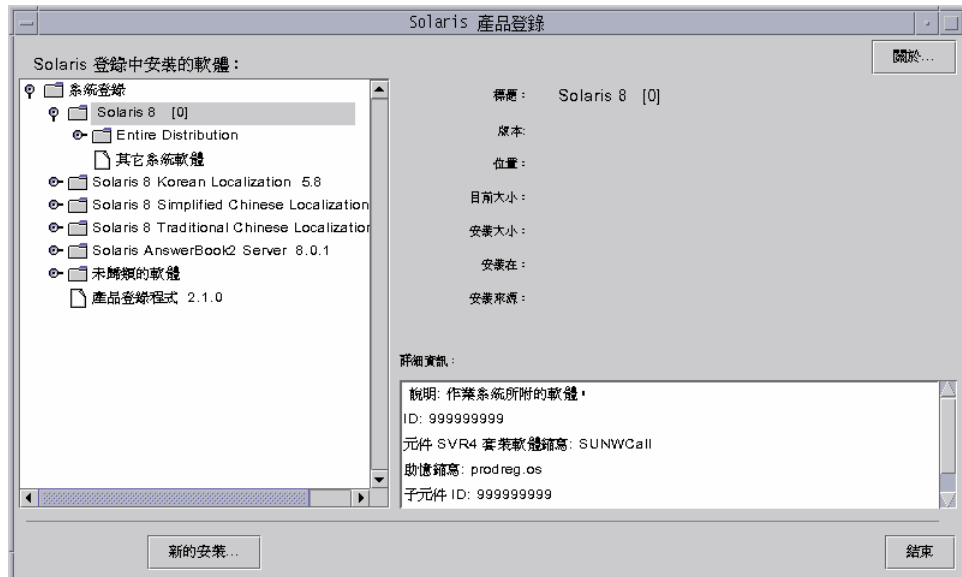 Solaris 產品登錄
Solaris 登錄中安裝的軟體：
關於...
系統登錄
Solaris 8 [0]
Entire Distribution
其它系統軟體
Solaris 8 Korean Localization 5.8
Solaris 8 Simplified Chinese Localization
Solaris 8 Traditional Chinese Localization
Solaris AnswerBook2 Server 8.0.1
未歸類的軟體
產品登錄程式 2.1.0
標題： Solaris 8 [0]
版本:
位置：
目前大小：
安裝大小：
安裝在：
安裝來源：
詳細資訊：
說明: 作業系統所附的軟體。
ID: 999999999
元件 SVR4 套裝軟體縮寫: SUNWCall
助憶縮寫: prodreg.os
子元件 ID: 999999999
新的安裝...
結束